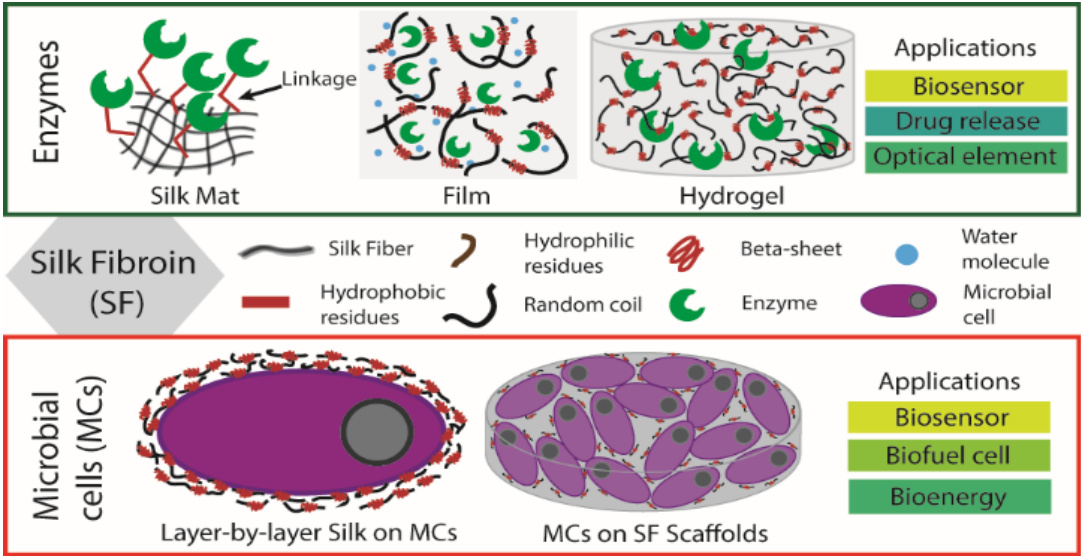 Enzymes
Linkage
Silk Mat
Film
Hydrogel
Applications
Biosensor
Drug release
Optical element
Silk Fibroin
(SF)
Silk Fiber
Hydrophilic
residues
Beta-sheet
Water
molecule
Hydrophobic
residues
Random coil
Enzyme
Microbial
cell
Microbial
cells (MCs)
Layer-by-layer Silk on MCs
MCs on SF Scaffolds
Applications
Biosensor
Biofuel cell
Bioenergy